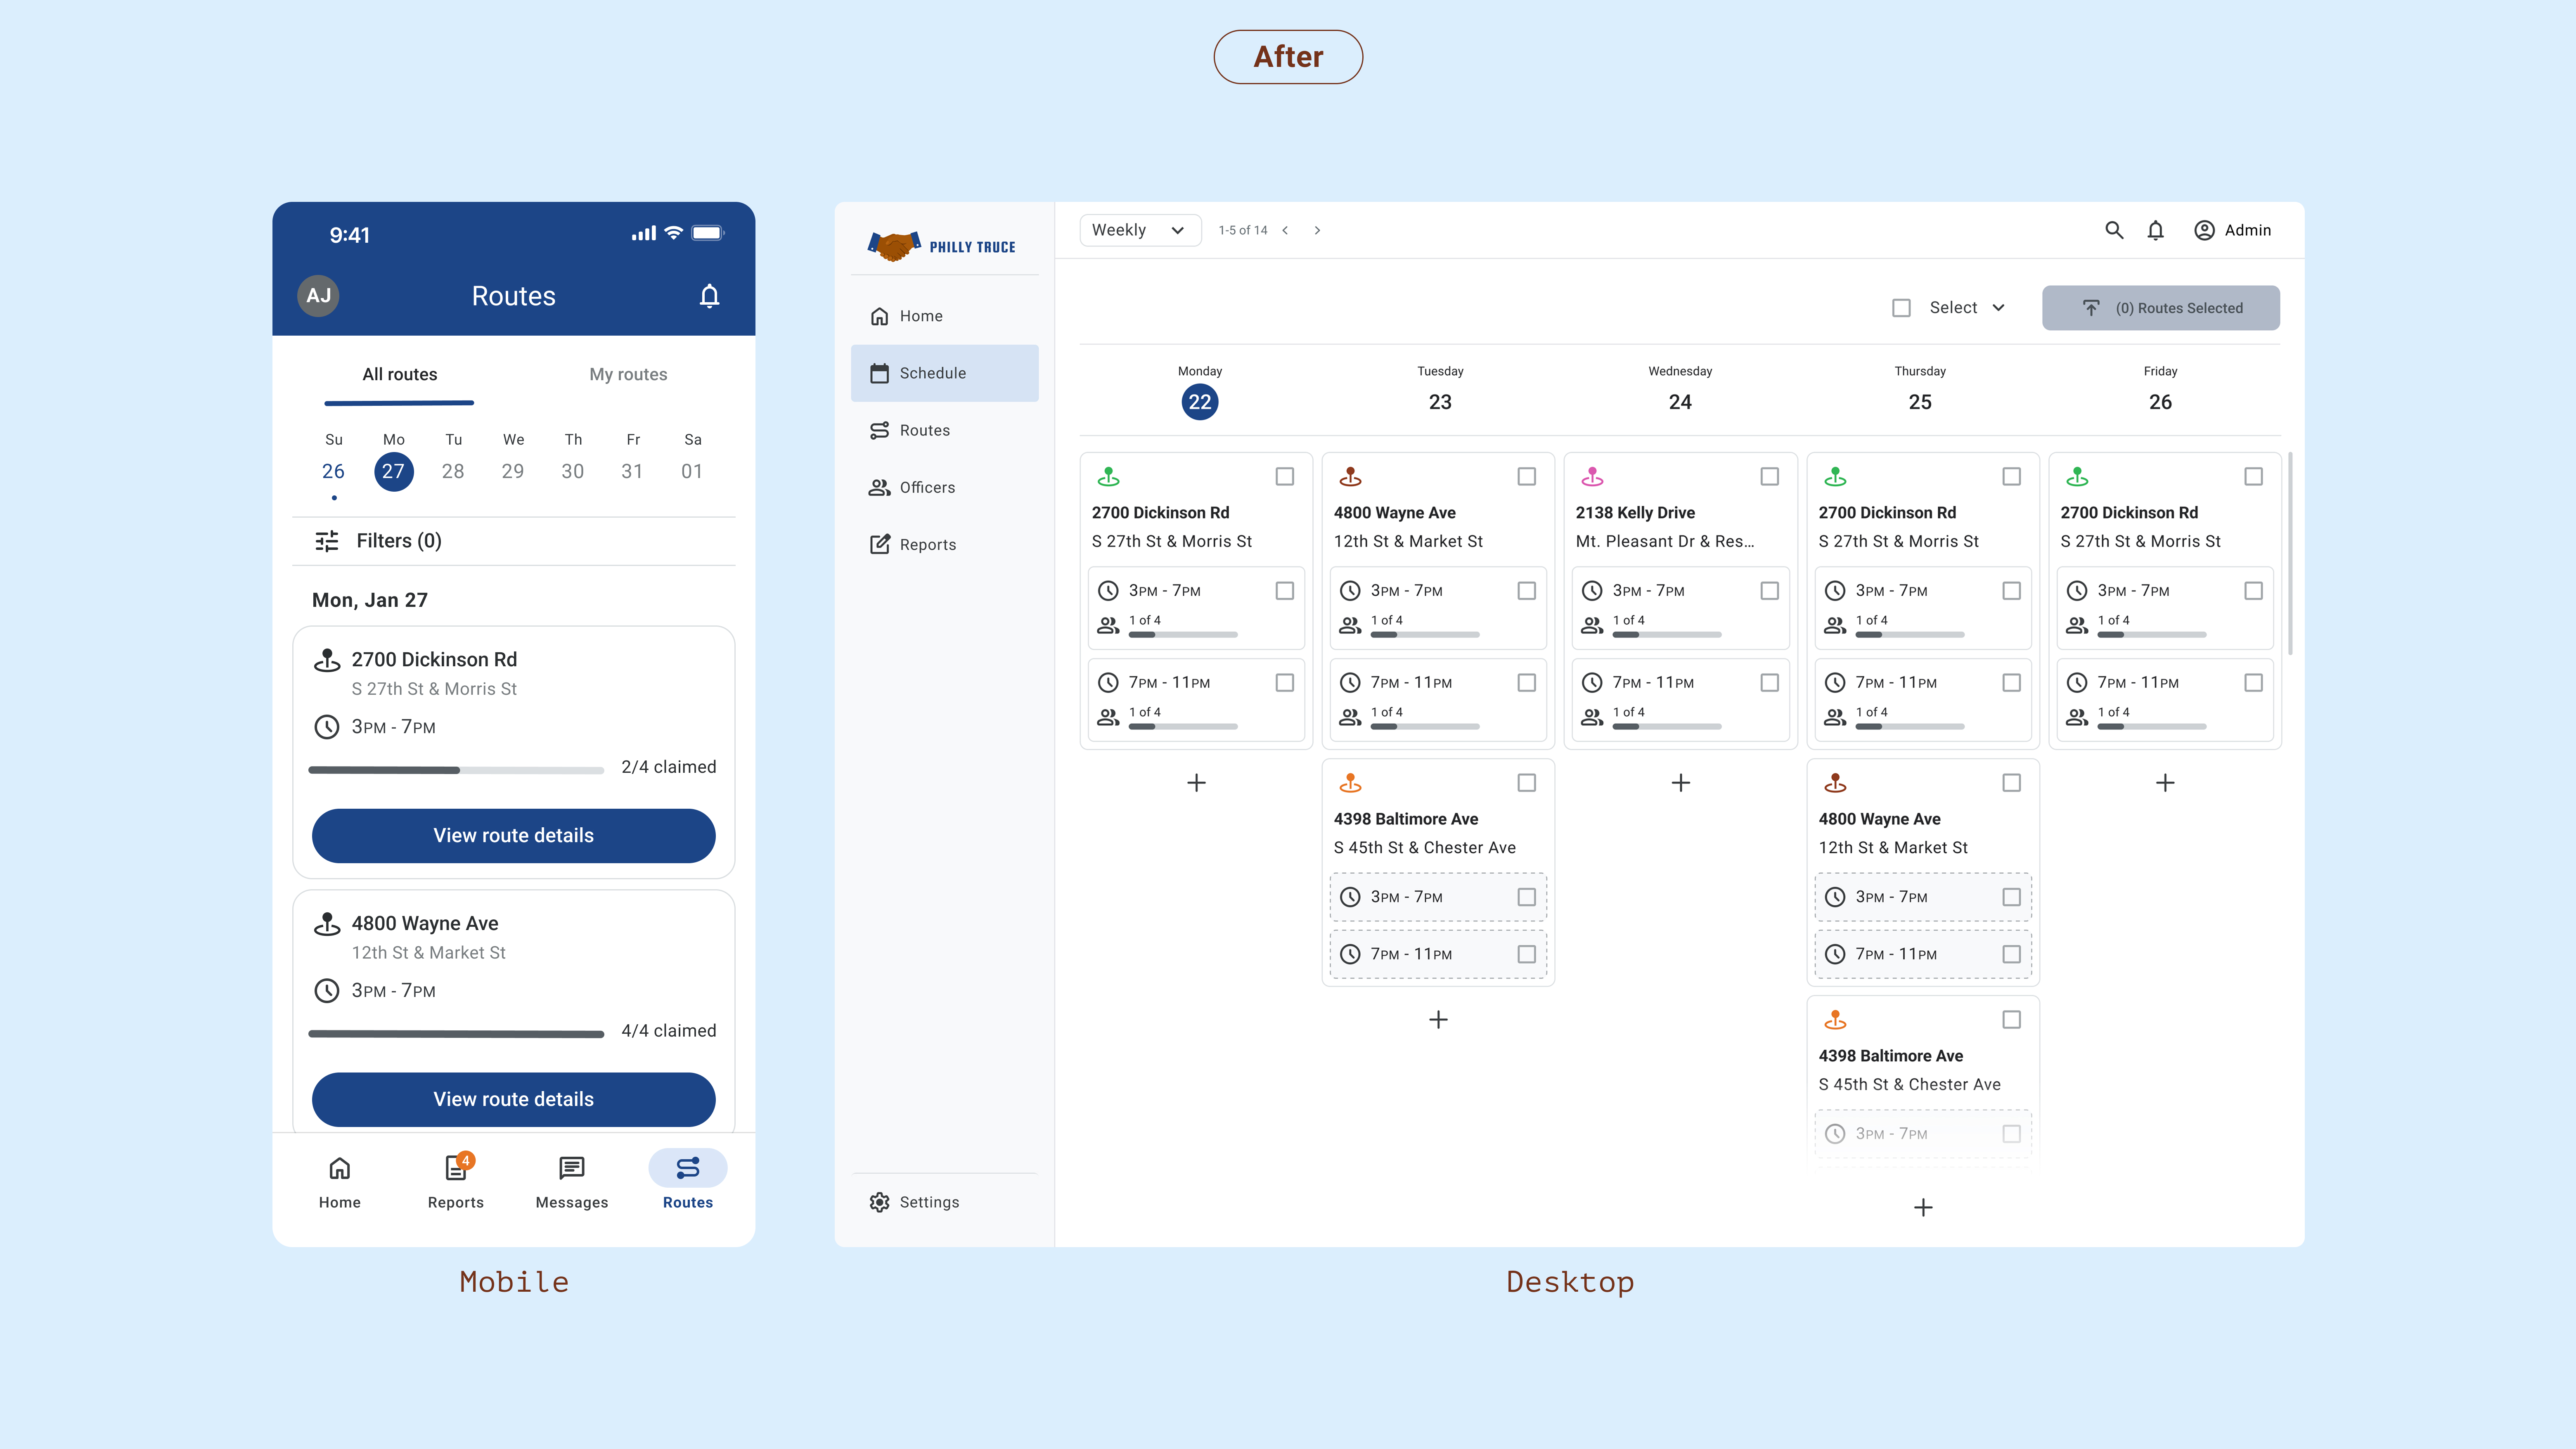 After
9:41
AJ
Routes
All routes
My routes
Su Mo Tu We Th Fr Sa
26 27 28 29 30 31 01
Filters (0)
Mon, Jan 27
2700 Dickinson Rd
S 27th St & Morris St
3PM - 7PM
2/4 claimed
View route details
4800 Wayne Ave
12th St & Market St
3PM - 7PM
4/4 claimed
View route details
4
Home
Reports
Messages
Routes
Mobile
PHILLY TRUCE
Home
Schedule
Routes
Officers
Reports
Settings
Weekly
1-5 of 14
Admin
Select
(0) Routes Selected
Monday
22
Tuesday
23
Wednesday
24
Thursday
25
Friday
26
2700 Dickinson Rd
S 27th St & Morris St
3PM - 7PM
1 of 4
7PM - 11PM
1 of 4
4800 Wayne Ave
12th St & Market St
3PM - 7PM
1 of 4
7PM - 11PM
1 of 4
4398 Baltimore Ave
S 45th St & Chester Ave
3PM - 7PM
7PM - 11PM
2138 Kelly Drive
Mt. Pleasant Dr & Res...
3PM - 7PM
1 of 4
7PM - 11PM
1 of 4
2700 Dickinson Rd
S 27th St & Morris St
3PM - 7PM
1 of 4
7PM - 11PM
1 of 4
4800 Wayne Ave
12th St & Market St
3PM - 7PM
7PM - 11PM
4398 Baltimore Ave
S 45th St & Chester Ave
3PM - 7PM
2700 Dickinson Rd
S 27th St & Morris St
3PM - 7PM
1 of 4
7PM - 11PM
1 of 4
Desktop